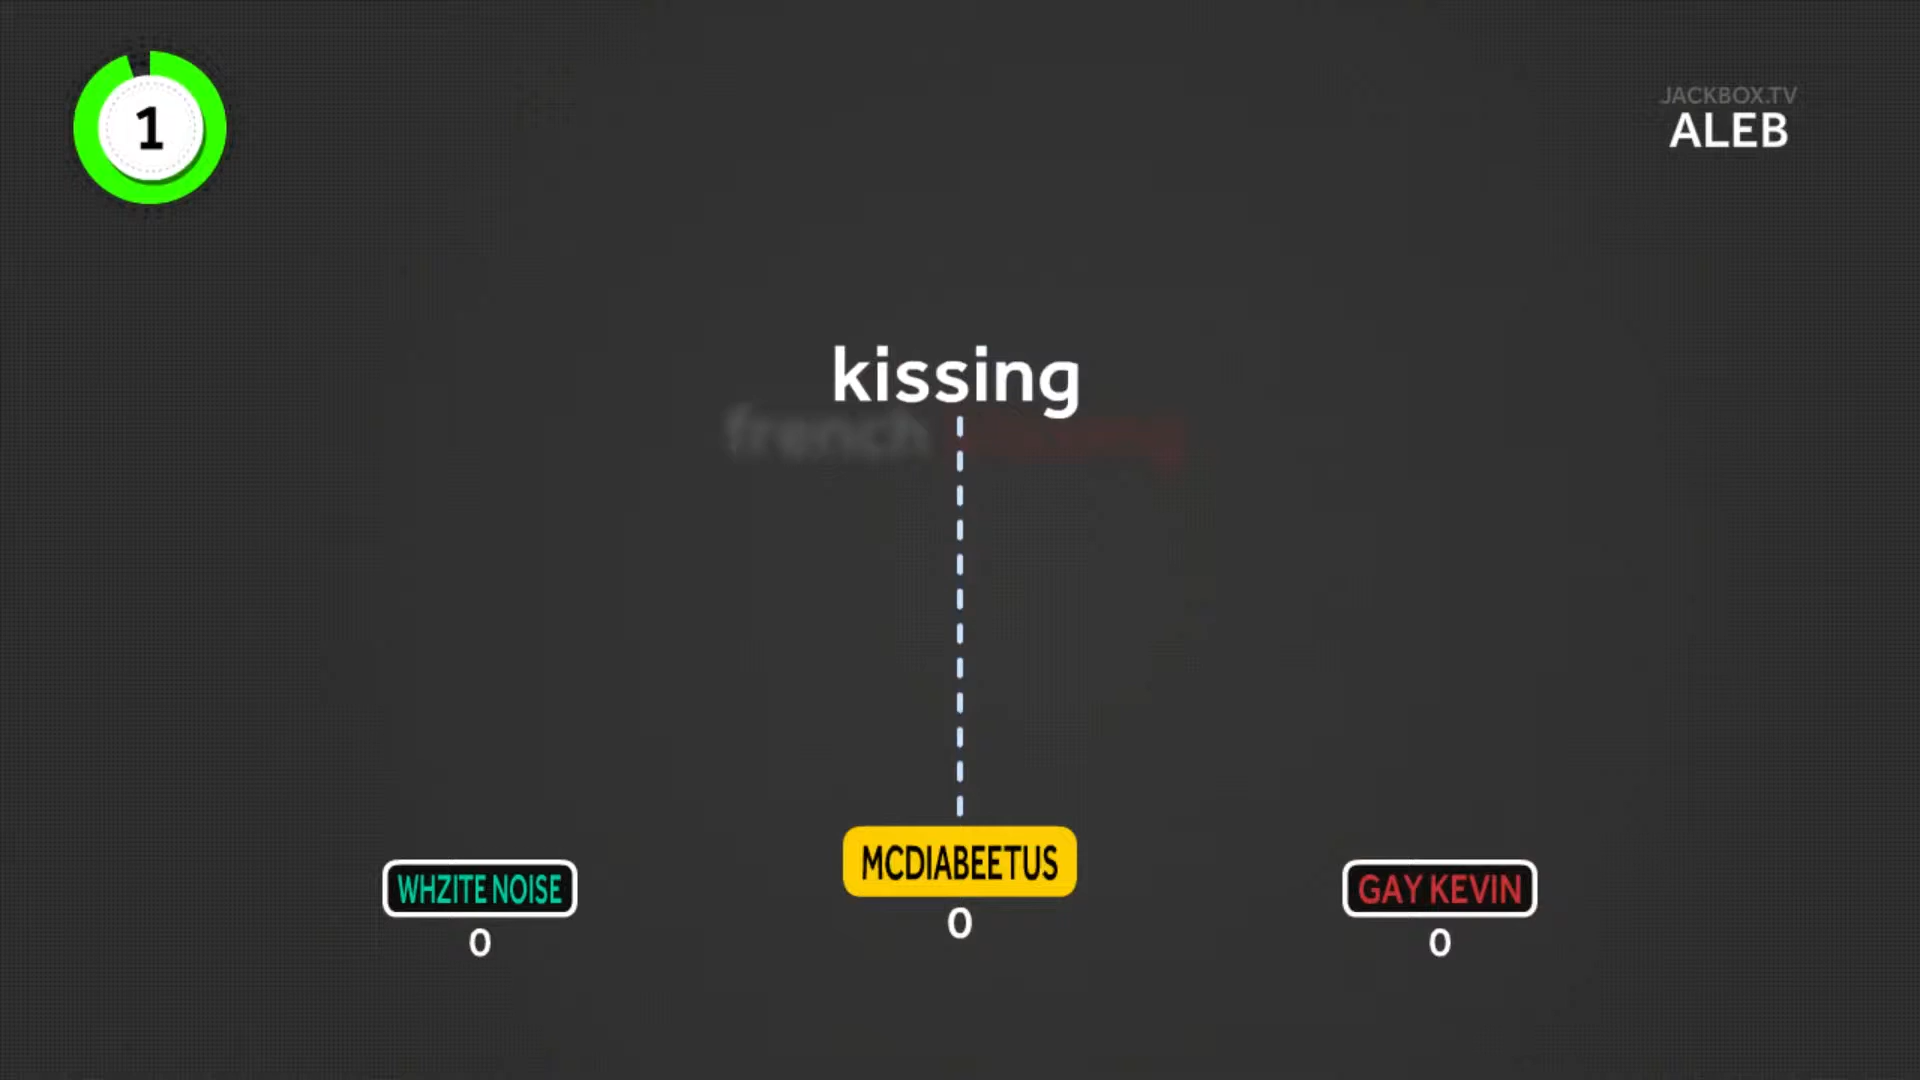 1
JACKBOX.TV
ALEB
kissing
french
WHZITE NOISE
0
MCDIABEETUS
0
GAY KEVIN
0